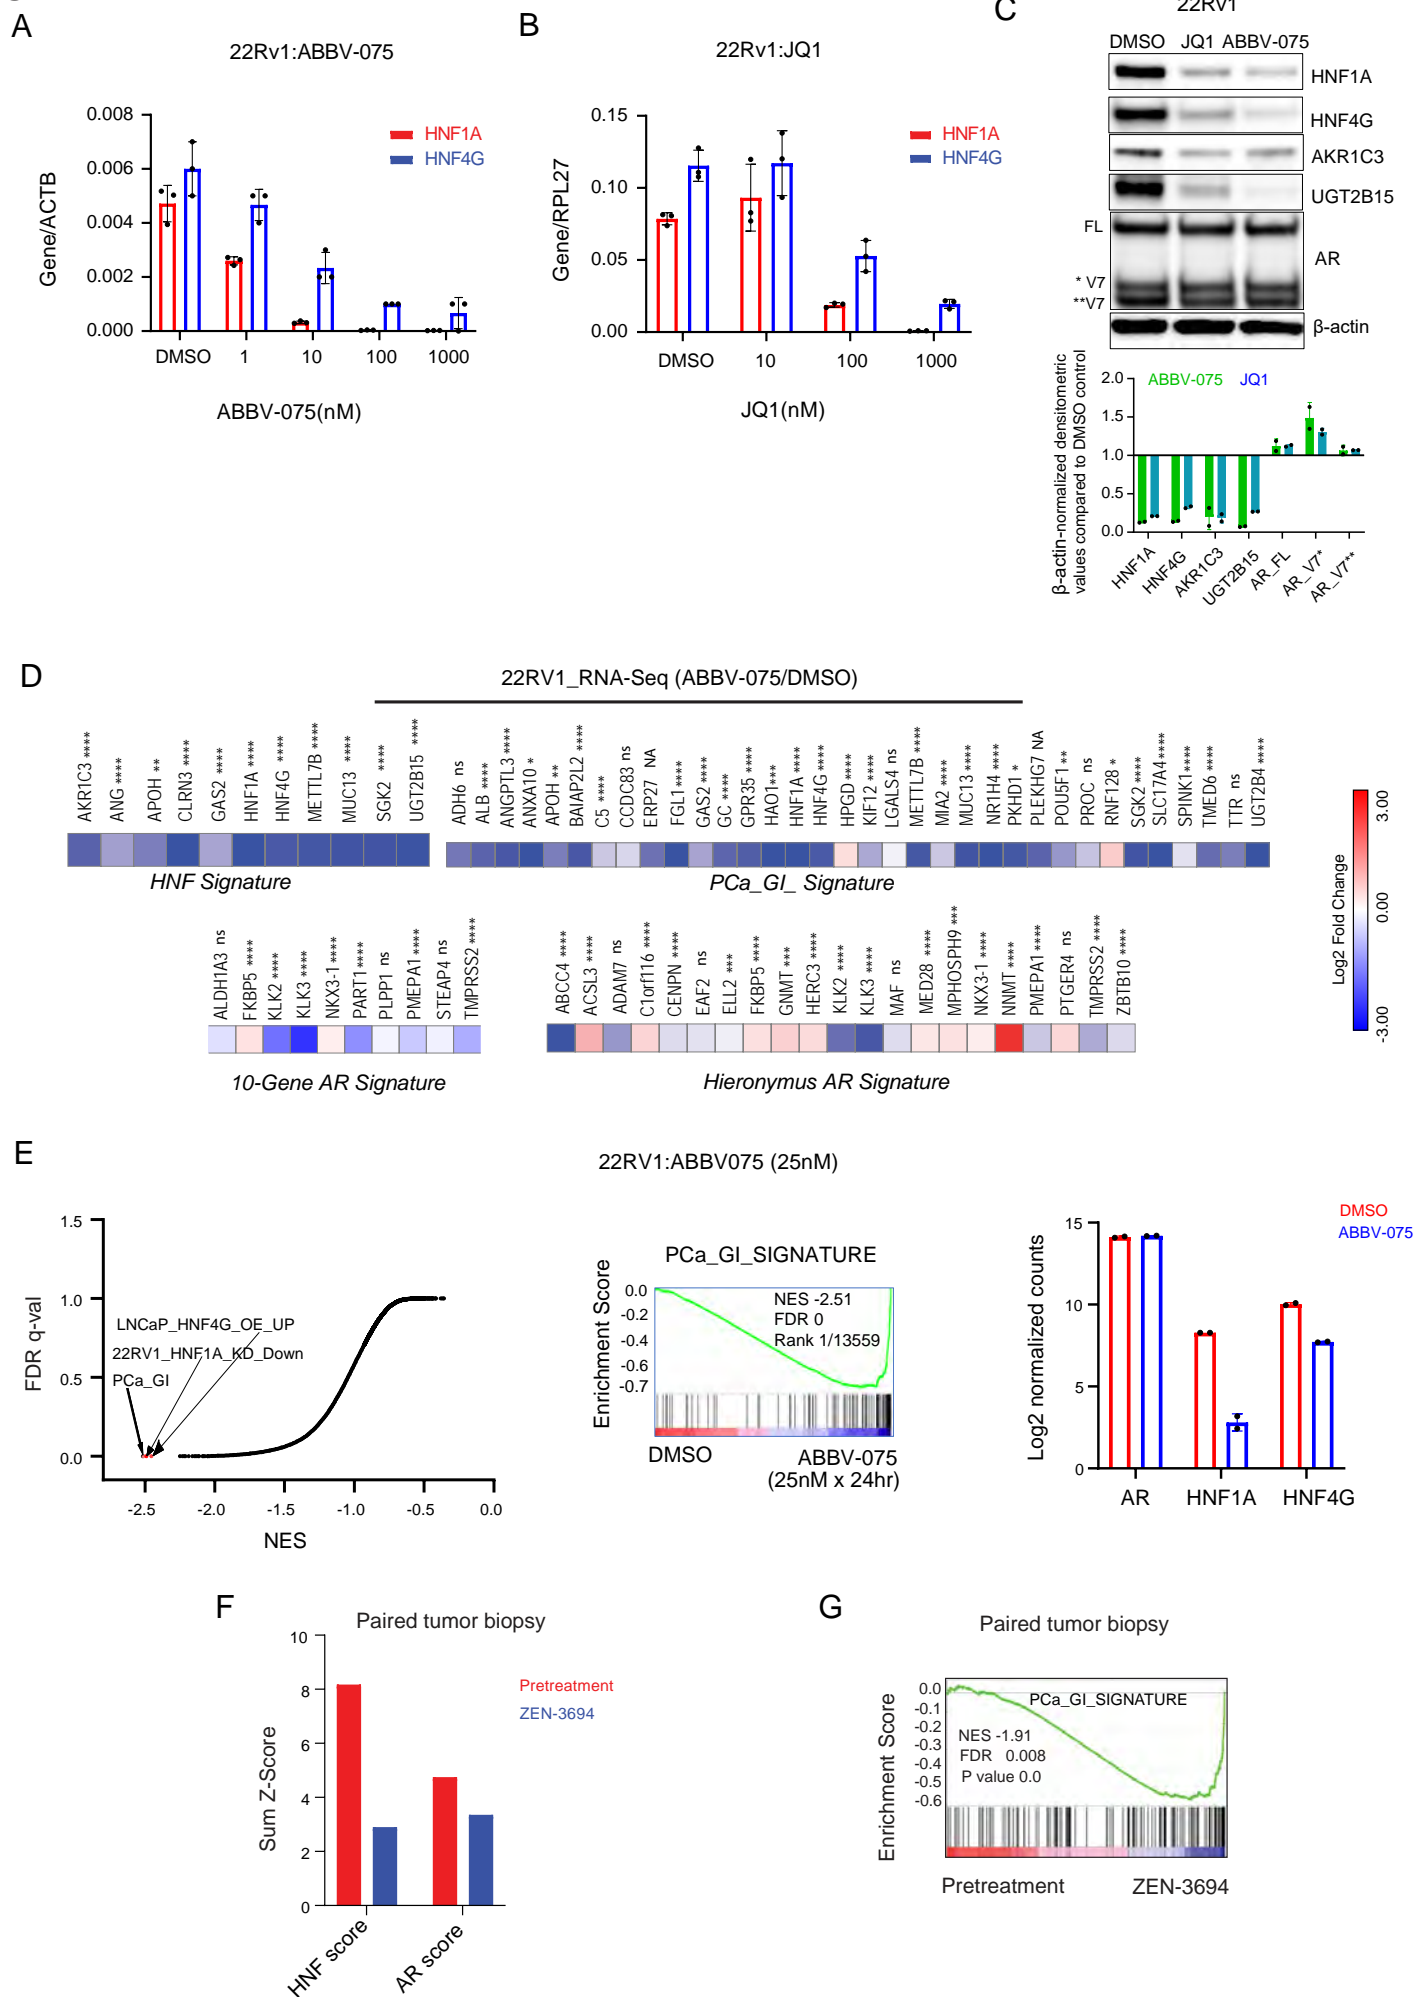 A
22Rv1:ABBV-075
0.008
0.006
0.004
0.002
0.000
Gene/ACTB
HNF1A
HNF4G
DMSO 1 10 100 1000
ABBV-075(nM)
B
22Rv1:JQ1
0.15
0.10
0.05
0.00
Gene/RPL27
HNF1A
HNF4G
DMSO 10 100 1000
JQ1(nM)
C
22Rv1
DMSO JQ1 ABBV-075
HNF1A
HNF4G
AKR1C3
UGT2B15
FL
AR
* V7
**V7
β-actin
β-actin-normalized densitometric
values compared to DMSO control
2.0
1.5
1.0
0.5
0.0
ABBV-075 JQ1
HNF1A
HNF4G
AKR1C3
UGT2B15
AR_FL
AR_V7*
AR_V7**
D
22RV1_RNA-Seq (ABBV-075/DMSO)
AKR1C3 ****
ANG ****
APOH **
CLRN3 ****
GAS2 ****
HNF1A ****
HNF4G ****
METTL7B ****
MUC13 ****
SGK2 ****
UGT2B15 ****
HNF Signature
ADH6 ns
ALB ****
ANGPTL3 ****
ANXA10 *
APOH **
BAIAP2L2 ****
C5 ****
CCDC83 ns
ERP27 NA
FGL1 ****
GAS2 ****
GC ****
GPR35 ****
HAO1 ***
HNF1A ****
HNF4G ****
HPGD ****
KIF12 ****
LGALS4 ns
METTL7B ****
MIA2 ****
MUC13 ****
NR1H4 ****
PKHD1 *
PLEKHG7 NA
POU5F1 **
PROC ns
RNF128 *
SGK2 ****
SLC17A4 ****
SPINK1 ****
TMED6 ****
TTR ns
UGT2B4 ****
PCa_GI_ Signature
ALDH1A3 ns
FKBP5 ****
KLK2 ****
KLK3 ****
NKX3-1 ****
PART1 ****
PLPP1 ns
PMEPA1 ****
STEAP4 ns
TMPRSS2 ****
10-Gene AR Signature
ABCC4 ****
ACSL3 ****
ADAM7 ns
C1orf116 ****
CENPN ****
EAF2 ns
ELL2 ***
FKBP5 ****
GNMT ***
HERC3 ****
KLK2 ****
KLK3 ****
MAF ns
MED28 ****
MPHOSPH9 ***
NKX3-1 ****
NNMT ****
PMEPA1 ****
PTGER4 ns
TMPRSS2 ****
ZBTB10 ****
Hieronymus AR Signature
3.00
0.00
-3.00
Log2 Fold Change
E
22RV1:ABBV075 (25nM)
FDR q-val
1.5
1.0
0.5
0.0
LNCaP_HNF4G_OE_UP
22RV1_HNF1A_KD_Down
PCa_GI
-2.5 -2.0 -1.5 -1.0 -0.5 0.0
NES
PCa_GI_SIGNATURE
Enrichment Score
0.0
-0.2
-0.4
-0.6
-0.7
NES -2.51
FDR 0
Rank 1/13559
DMSO ABBV-075
(25nM x 24hr)
DMSO
ABBV-075
Log2 normalized counts
15
10
5
0
AR HNF1A HNF4G
F
Paired tumor biopsy
Sum Z-Score
10
8
6
4
2
0
Pretreatment
ZEN-3694
HNF score
AR score
G
Paired tumor biopsy
Enrichment Score
0.0
-0.1
-0.2
-0.3
-0.4
-0.5
-0.6
PCa_GI_SIGNATURE
NES -1.91
FDR 0.008
P value 0.0
Pretreatment ZEN-3694